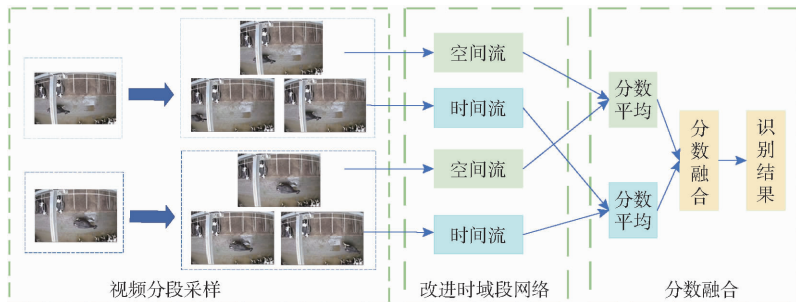 空间流
时间流
空间流
时间流
分数平均
分数平均
分数融合
识别结果
视频分段采样
改进时域段网络
分数融合